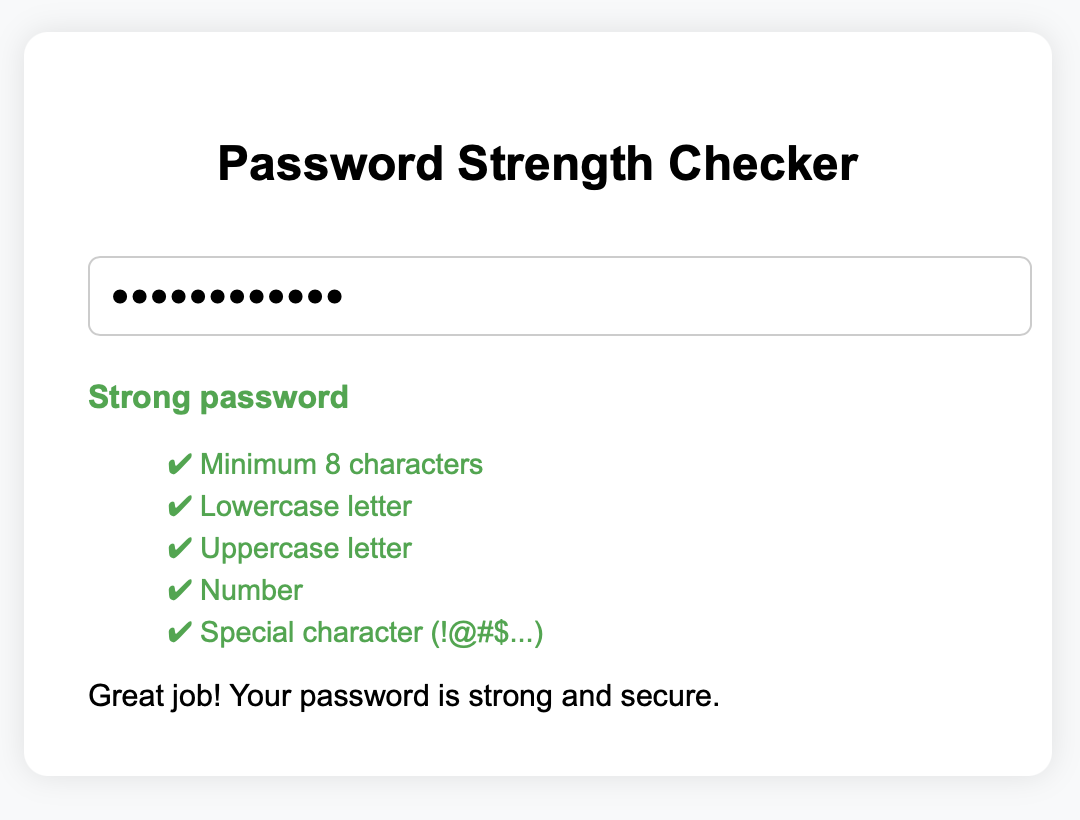 Password Strength Checker
••••••••••••
Strong password
✔ Minimum 8 characters
✔ Lowercase letter
✔ Uppercase letter
✔ Number
✔ Special character (!@#$...)
Great job! Your password is strong and secure.